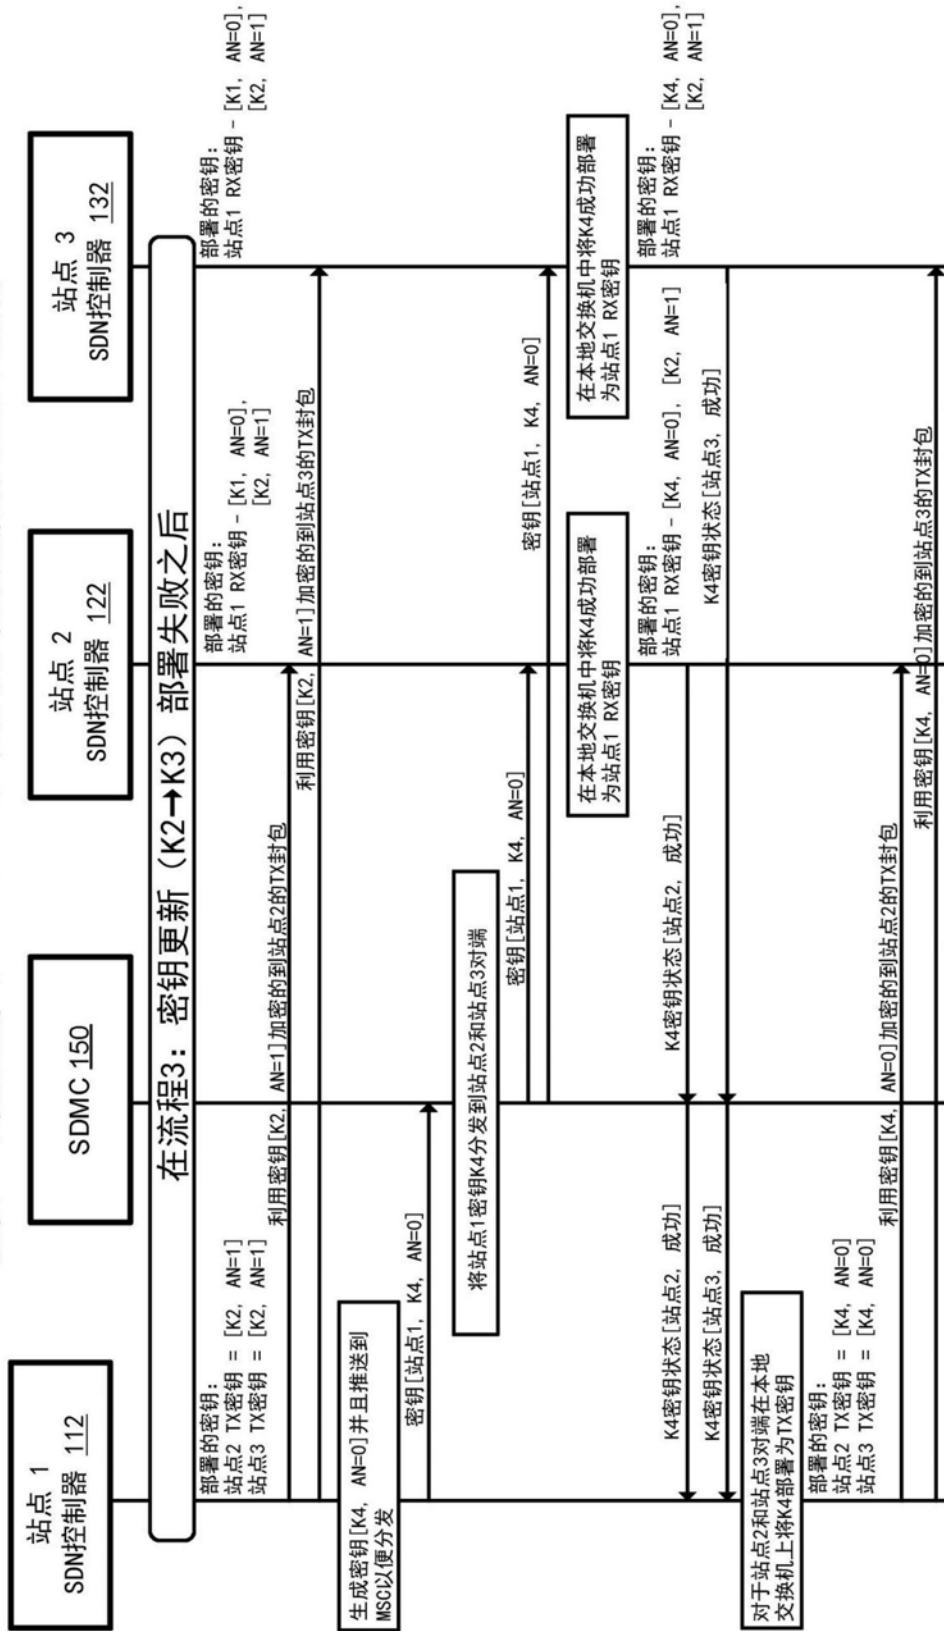 站点 1
SDN控制器 112
SDMC 150
站点 2
SDN控制器 122
站点 3
SDN控制器 132
在流程3: 密钥更新 (K2→K3) 部署失败之后
部署的密钥:
站点2 TX密钥 = [K2, AN=1]
站点3 TX密钥 = [K2, AN=1]
部署的密钥:
站点1 RX密钥 - [K1, AN=0],
[K2, AN=1]
部署的密钥:
站点1 RX密钥 - [K1, AN=0],
[K2, AN=1]
利用密钥[K2, AN=1]加密的到站点2的TX封包
利用密钥[K2, AN=1]加密的到站点3的TX封包
生成密钥[K4, AN=0]并且推送到
MSC以便分发
密钥[站点1, K4, AN=0]
将站点1密钥K4分发到站点2和站点3对端
密钥[站点1, K4, AN=0]
密钥[站点1, K4, AN=0]
在本地交换机中将K4成功部署
为站点1 RX密钥
在本地交换机中将K4成功部署
为站点1 RX密钥
部署的密钥:
站点1 RX密钥 - [K4, AN=0], [K2, AN=1]
部署的密钥:
站点1 RX密钥 - [K4, AN=0],
[K2, AN=1]
K4密钥状态[站点2, 成功]
K4密钥状态[站点2, 成功]
K4密钥状态[站点3, 成功]
K4密钥状态[站点3, 成功]
对于站点2和站点3对端在本地
交换机上将K4部署为TX密钥
部署的密钥:
站点2 TX密钥 = [K4, AN=0]
站点3 TX密钥 = [K4, AN=0]
利用密钥[K4, AN=0]加密的到站点2的TX封包
利用密钥[K4, AN=0]加密的到站点3的TX封包